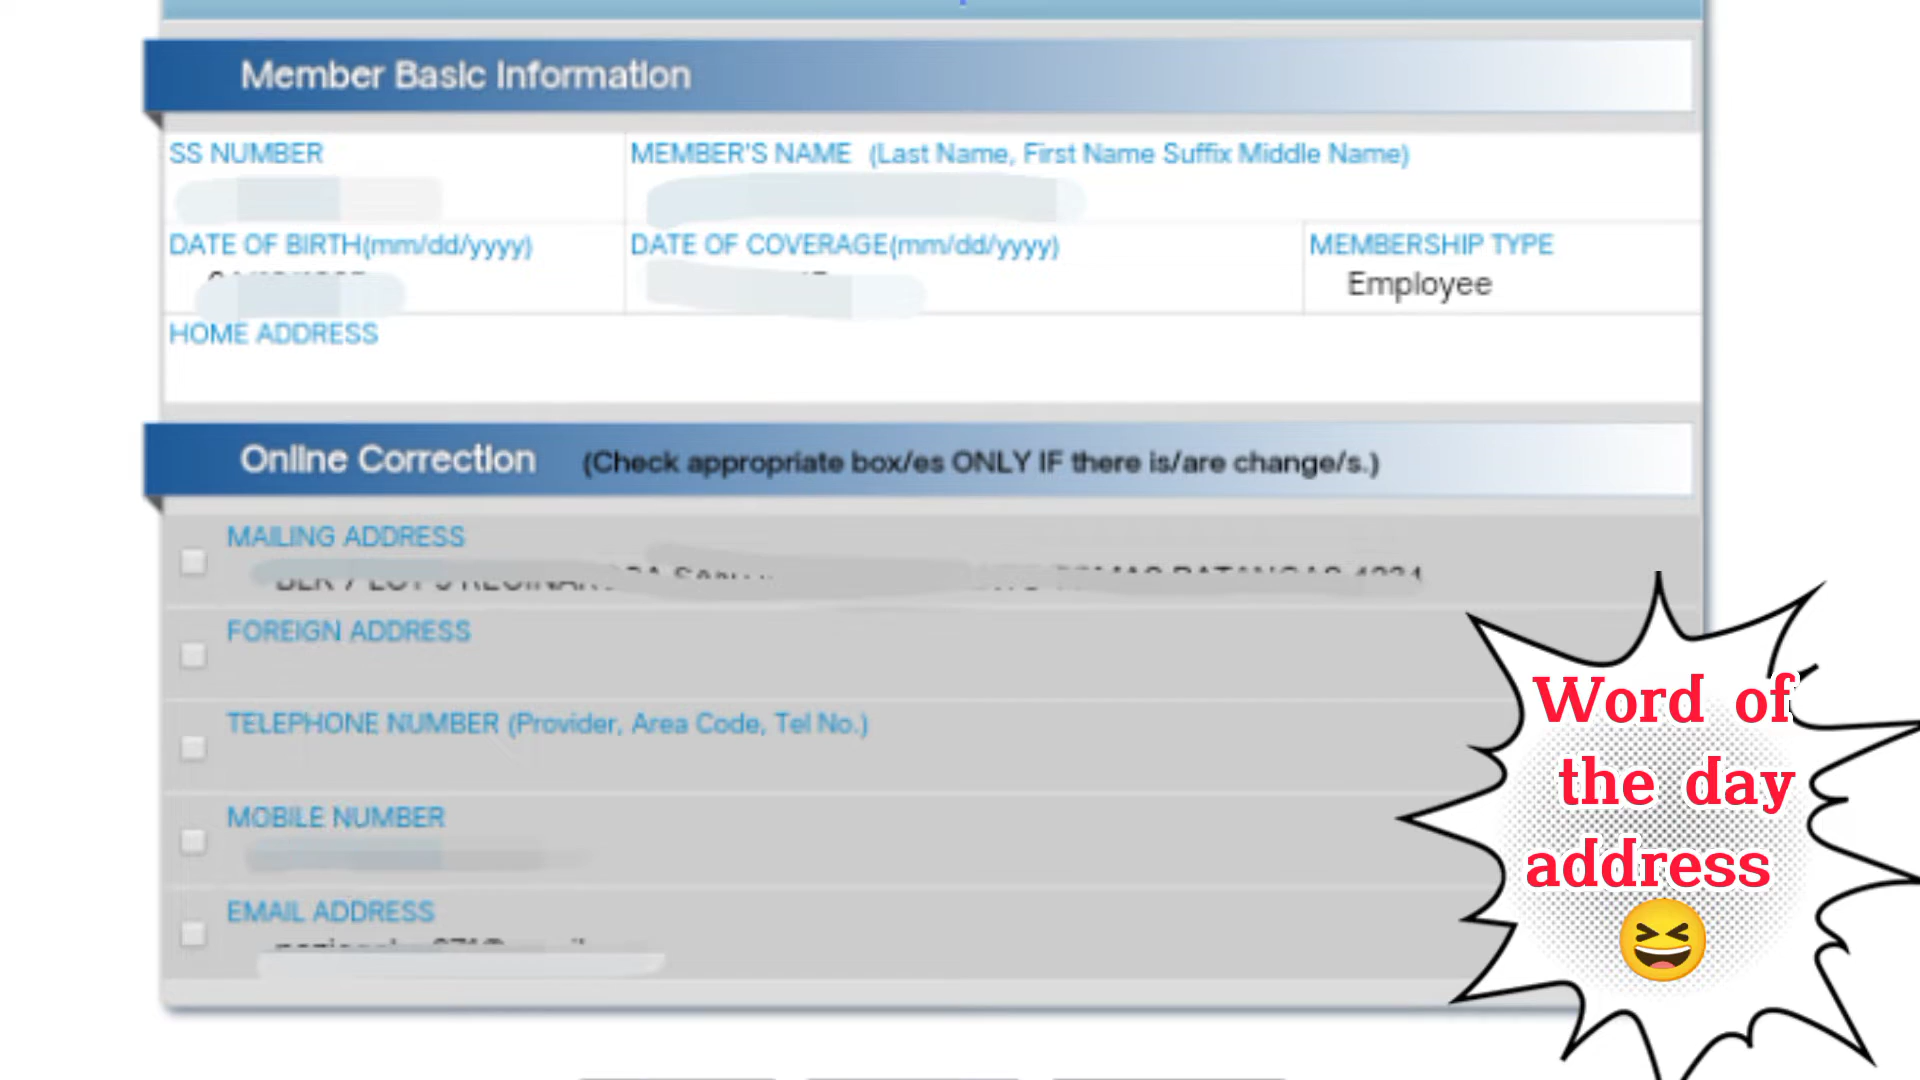 Member Basic Information
SS NUMBER
MEMBER'S NAME (Last Name, First Name Suffix Middle Name)
DATE OF BIRTH(mm/dd/yyyy)
DATE OF COVERAGE(mm/dd/yyyy)
MEMBERSHIP TYPE
Employee
HOME ADDRESS
Online Correction (Check appropriate box/es ONLY IF there is/are change/s.)
MAILING ADDRESS
FOREIGN ADDRESS
TELEPHONE NUMBER (Provider, Area Code, Tel No.)
MOBILE NUMBER
EMAIL ADDRESS
Word of
the day
address